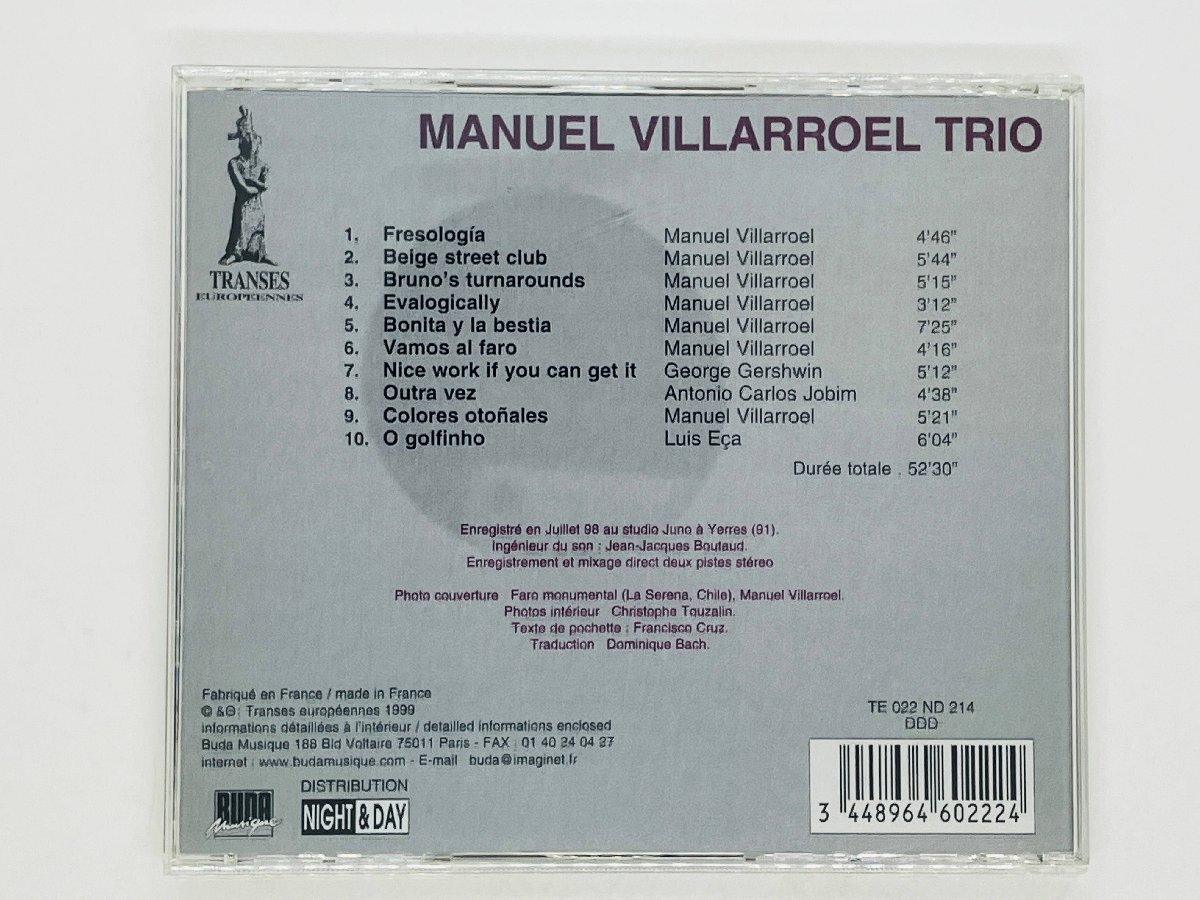 MANUEL VILLARROEL TRIO
TRANSES
EUROPEENNES
1. Fresología Manuel Villarroel 4'46"
2. Beige street club Manuel Villarroel 5'44"
3. Bruno's turnarounds Manuel Villarroel 5'15"
4. Evalogically Manuel Villarroel 3'12"
5. Bonita y la bestia Manuel Villarroel 7'25"
6. Vamos al faro Manuel Villarroel 4'16"
7. Nice work if you can get it George Gershwin 5'12"
8. Outra vez Antonio Carlos Jobim 4'38"
9. Colores otoñales Manuel Villarroel 5'21"
10. O golfinho Luis Eça 6'04"
Durée totale : 52'30"
Enregistré en Juillet 98 au studio Juno à Yerres (91).
Ingénieur du son : Jean-Jacques Boutaud.
Enregistrement et mixage direct deux pistes stéréo
Photo couverture Faro monumental (La Serena, Chile), Manuel Villarroel.
Photos intérieur Christophe Touzalin.
Texte de pochette : Francisco Cruz.
Traduction Dominique Bach.
Fabriqué en France / made in France
© &℗: Transes européennes 1999
informations détaillées à l'intérieur / detailled informations enclosed
Buda Musique 188 Bld Voltaire 75011 Paris - FAX : 01 40 24 04 27
internet : www.budamusique.com - E-mail buda@imaginet.fr
TE 022 ND 214
DDD
BUDA
Musique
DISTRIBUTION
NIGHT & DAY
3 448964 602224